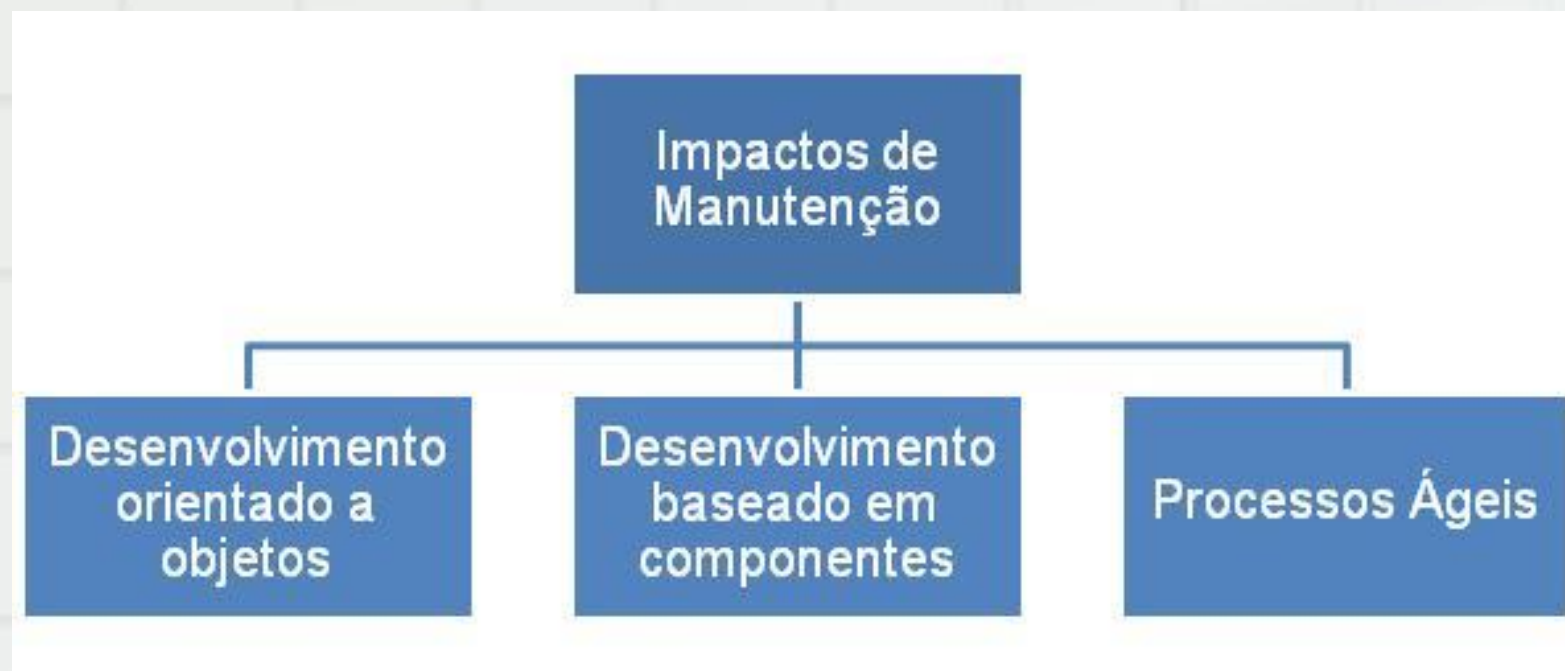 Impactos de
Manutenção
Desenvolvimento
orientado a
objetos
Desenvolvimento
baseado em
componentes
Processos Ágeis